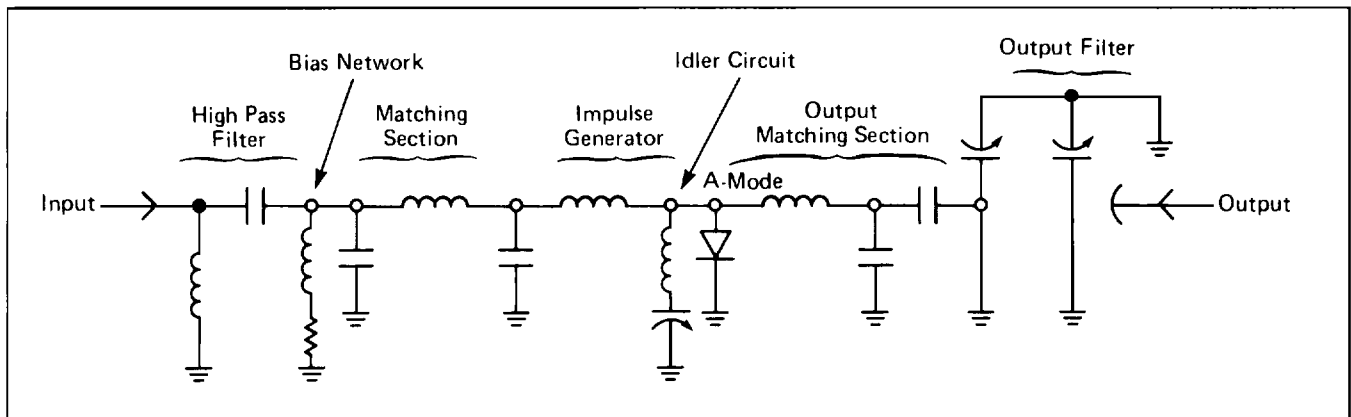 Output Filter
Bias Network
Idler Circuit
High Pass
Filter
Matching
Section
Impulse
Generator
Output
Matching Section
A-Mode
Input
Output